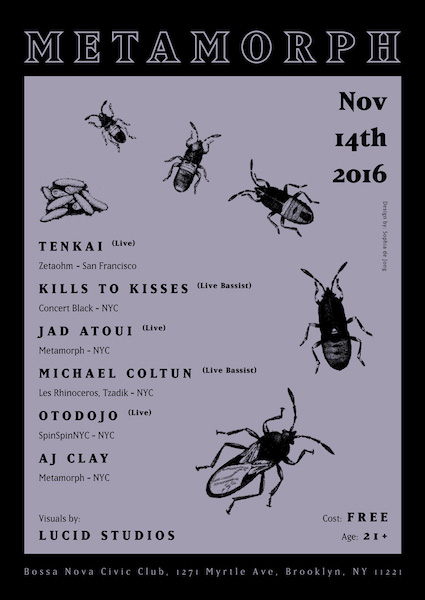 METAMORPH
Nov
14th
2016
Design by: Sophia de Jong
TENKAI (Live)
Zetaohm - San Francisco
KILLS TO KISSES (Live Bassist)
Concert Black - NYC
JAD ATOUI (Live)
Metamorph - NYC
MICHAEL COLTUN (Live Bassist)
Les Rhinoceros, Tzadik - NYC
OTODOJO (Live)
SpinSpinNYC - NYC
AJ CLAY
Metamorph - NYC
Visuals by:
LUCID STUDIOS
Cost: FREE
Age: 21+
Bossa Nova Civic Club, 1271 Myrtle Ave, Brooklyn, NY 11221